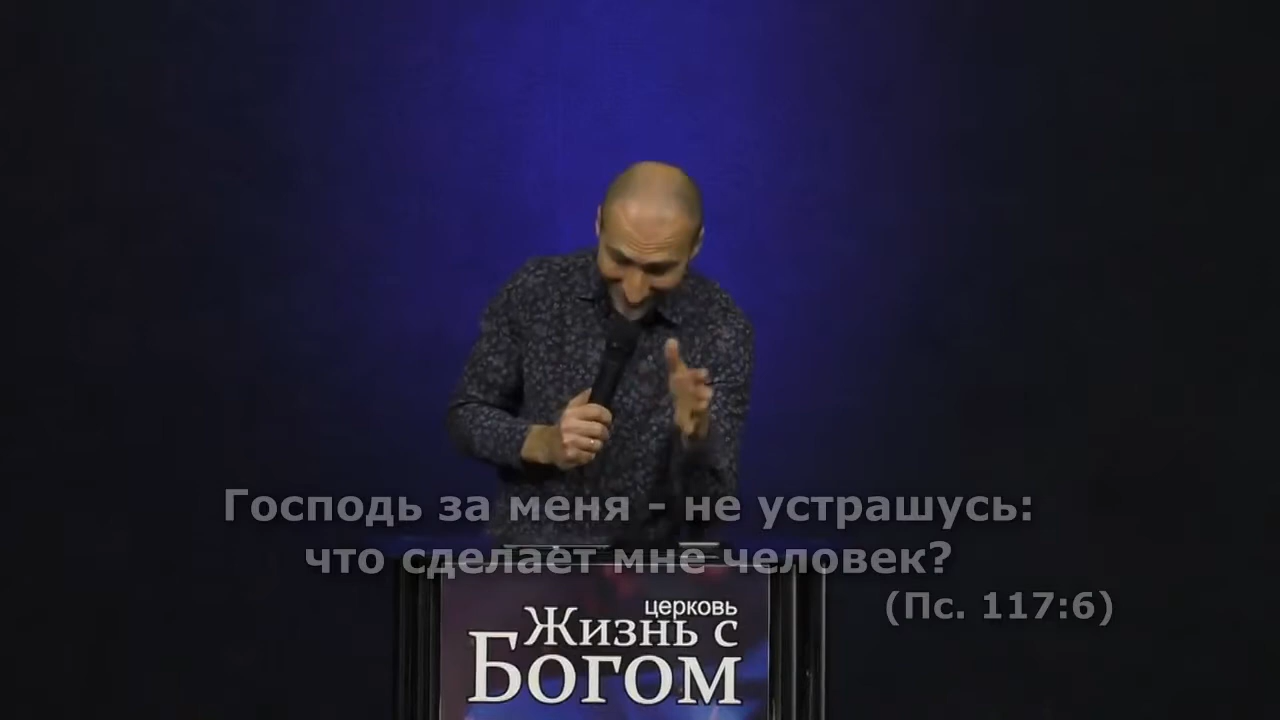 Господь за меня - не устрашусь:
что сделает мне человек?
(Пс. 117:6)
церковь
Жизнь с
Богом